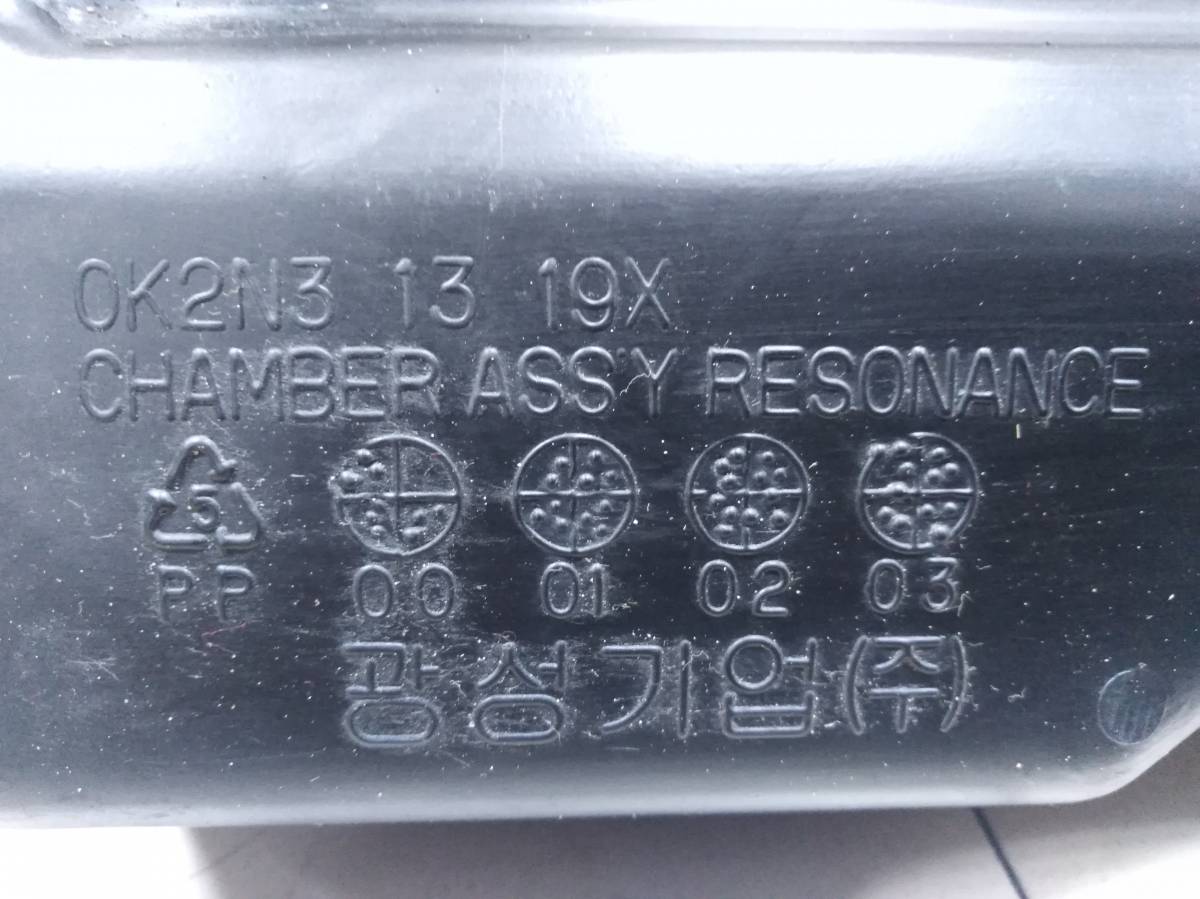 0K2N3 13 19X
CHAMBER ASS'Y RESONANCE
5
PP 00 01 02 03
광성기업(주)